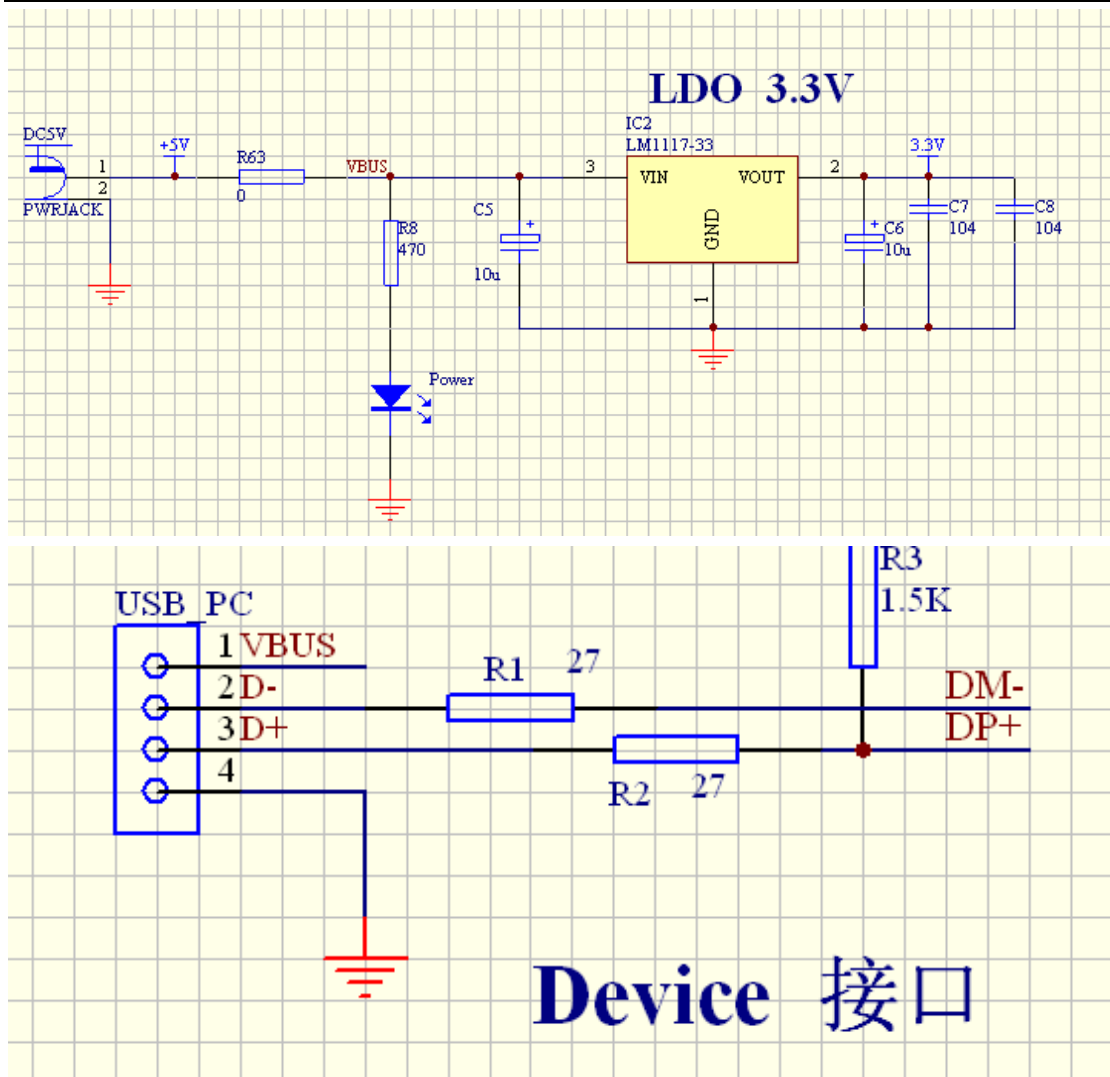 LDO 3.3V
IC2
LM1117-33
DC5V
+5V
3.3V
R63
VBUS
1
3
VIN
VOUT
2
2
0
PWRJACK
C5
+
R8
470
GND
+
C6
10u
C7
104
C8
104
10u
1
Power
R3
1.5K
USB_PC
1 VBUS
R1
27
2 D-
DM-
3 D+
DP+
4
R2
27
Device 接口